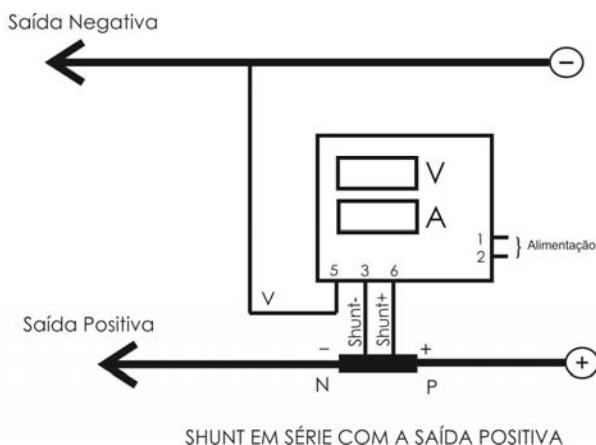 Saída Negativa
−
V
A
1
2
} Alimentação
5 3 6
V
Shunt-
Shunt+
Saída Positiva
− +
+
N P
SHUNT EM SÉRIE COM A SAÍDA POSITIVA